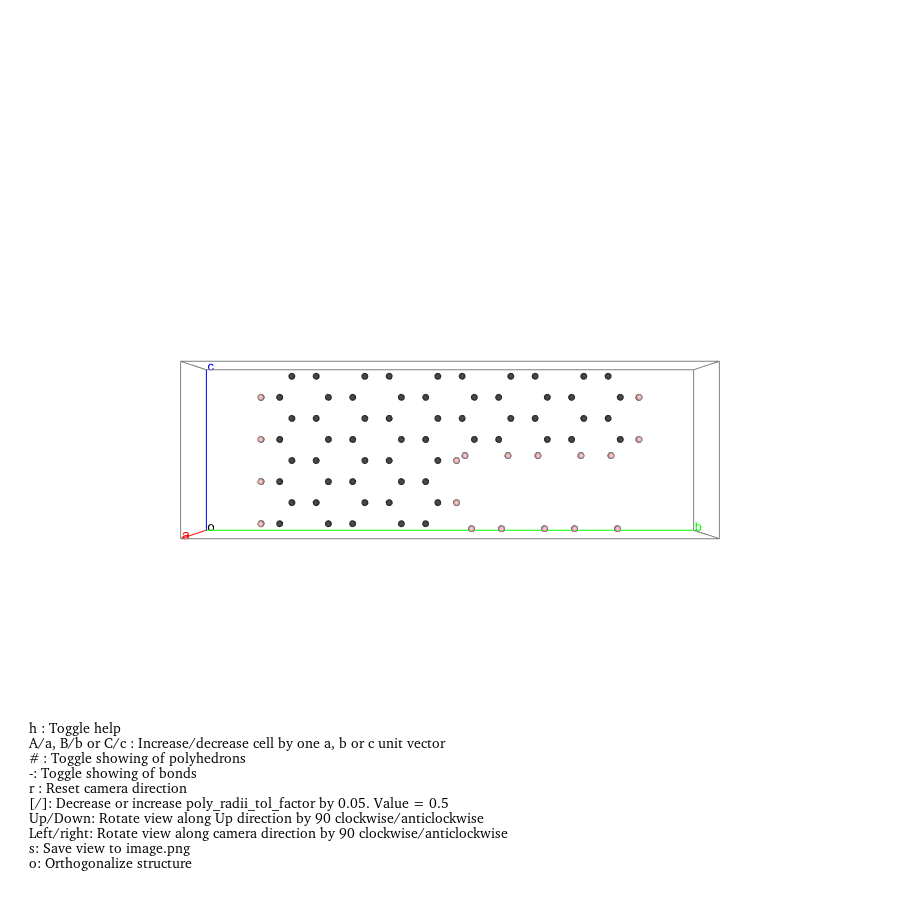 c
o
a
b
h : Toggle help
A/a, B/b or C/c : Increase/decrease cell by one a, b or c unit vector
# : Toggle showing of polyhedrons
-: Toggle showing of bonds
r : Reset camera direction
[/]: Decrease or increase poly_radii_tol_factor by 0.05. Value = 0.5
Up/Down: Rotate view along Up direction by 90 clockwise/anticlockwise
Left/right: Rotate view along camera direction by 90 clockwise/anticlockwise
s: Save view to image.png
o: Orthogonalize structure